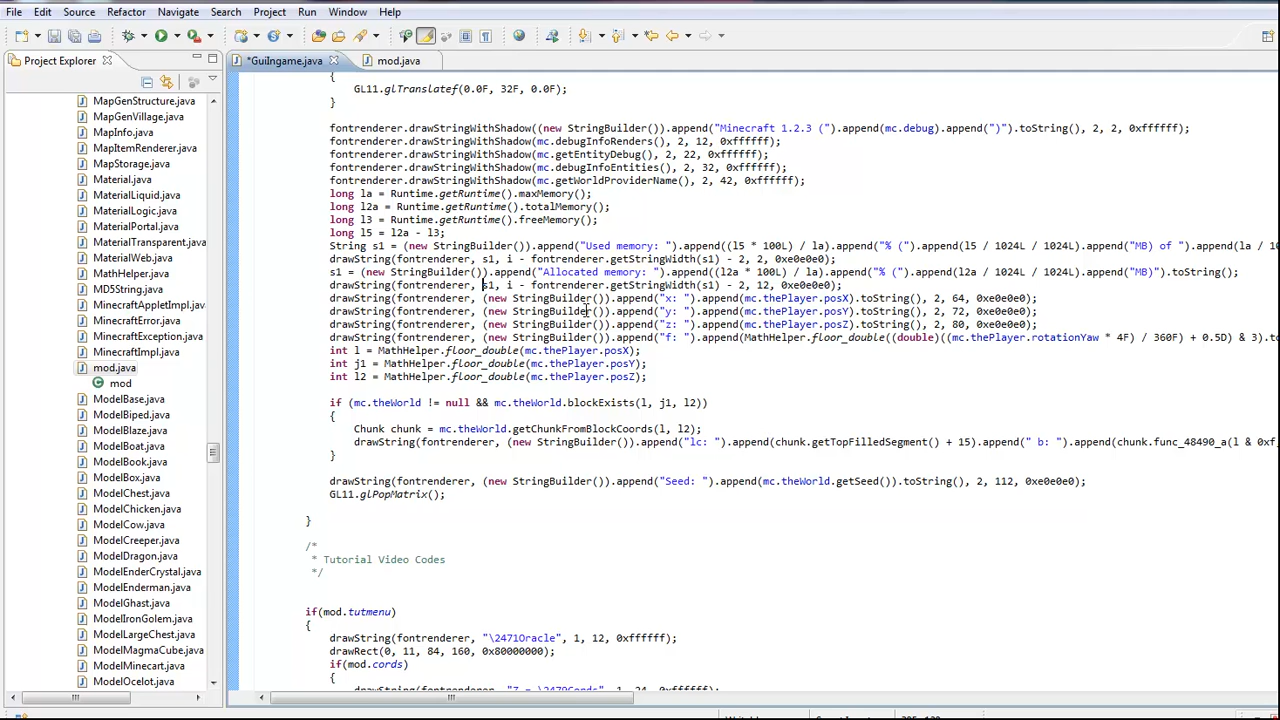 File Edit Source Refactor Navigate Search Project Run Window Help
Project Explorer
*GuiIngame.java
mod.java
MapGenStructure.java
MapGenVillage.java
MapInfo.java
MapItemRenderer.java
MapStorage.java
Material.java
MaterialLiquid.java
MaterialLogic.java
MaterialPortal.java
MaterialTransparent.java
MaterialWeb.java
MathHelper.java
MD5String.java
MinecraftAppletImpl.java
MinecraftError.java
MinecraftException.java
MinecraftImpl.java
mod.java
mod
ModelBase.java
ModelBiped.java
ModelBlaze.java
ModelBoat.java
ModelBook.java
ModelBox.java
ModelChest.java
ModelChicken.java
ModelCow.java
ModelCreeper.java
ModelDragon.java
ModelEnderCrystal.java
ModelEnderman.java
ModelGhast.java
ModelIronGolem.java
ModelLargeChest.java
ModelMagmaCube.java
ModelMinecart.java
ModelOcelot.java
{
GL11.glTranslatef(0.0F, 32F, 0.0F);
}
fontrenderer.drawStringWithShadow((new StringBuilder()).append("Minecraft 1.2.3 (").append(mc.debug).append(")").toString(), 2, 2, 0xffffff);
fontrenderer.drawStringWithShadow(mc.debugInfoRenders(), 2, 12, 0xffffff);
fontrenderer.drawStringWithShadow(mc.getEntityDebug(), 2, 22, 0xffffff);
fontrenderer.drawStringWithShadow(mc.debugInfoEntities(), 2, 32, 0xffffff);
fontrenderer.drawStringWithShadow(mc.getWorldProviderName(), 2, 42, 0xffffff);
long la = Runtime.getRuntime().maxMemory();
long l2a = Runtime.getRuntime().totalMemory();
long l3 = Runtime.getRuntime().freeMemory();
long l5 = l2a - l3;
String s1 = (new StringBuilder()).append("Used memory: ").append((l5 * 100L) / la).append("% (").append(l5 / 1024L / 1024L).append("MB) of ").append(la / 10
drawString(fontrenderer, s1, i - fontrenderer.getStringWidth(s1) - 2, 2, 0xe0e0e0);
s1 = (new StringBuilder()).append("Allocated memory: ").append((l2a * 100L) / la).append("% (").append(l2a / 1024L / 1024L).append("MB)").toString();
drawString(fontrenderer, s1, i - fontrenderer.getStringWidth(s1) - 2, 12, 0xe0e0e0);
drawString(fontrenderer, (new StringBuilder()).append("x: ").append(mc.thePlayer.posX).toString(), 2, 64, 0xe0e0e0);
drawString(fontrenderer, (new StringBuilder()).append("y: ").append(mc.thePlayer.posY).toString(), 2, 72, 0xe0e0e0);
drawString(fontrenderer, (new StringBuilder()).append("z: ").append(mc.thePlayer.posZ).toString(), 2, 80, 0xe0e0e0);
drawString(fontrenderer, (new StringBuilder()).append("f: ").append(MathHelper.floor_double((double)((mc.thePlayer.rotationYaw * 4F) / 360F) + 0.5D) & 3).to
int l = MathHelper.floor_double(mc.thePlayer.posX);
int j1 = MathHelper.floor_double(mc.thePlayer.posY);
int l2 = MathHelper.floor_double(mc.thePlayer.posZ);
if (mc.theWorld != null && mc.theWorld.blockExists(l, j1, l2))
{
Chunk chunk = mc.theWorld.getChunkFromBlockCoords(l, l2);
drawString(fontrenderer, (new StringBuilder()).append("lc: ").append(chunk.getTopFilledSegment() + 15).append(" b: ").append(chunk.func_48490_a(l & 0xf
}
drawString(fontrenderer, (new StringBuilder()).append("Seed: ").append(mc.theWorld.getSeed()).toString(), 2, 112, 0xe0e0e0);
GL11.glPopMatrix();
}
/*
* Tutorial Video Codes
*/
if(mod.tutmenu)
{
drawString(fontrenderer, "\2471Oracle", 1, 12, 0xffffff);
drawRect(0, 11, 84, 160, 0x80000000);
if(mod.cords)
{